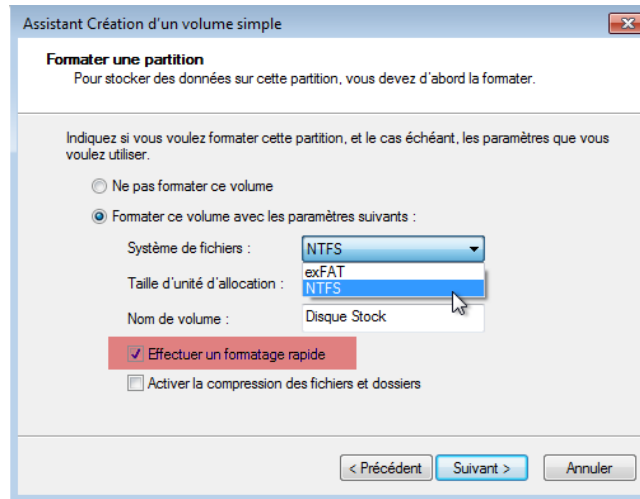 Assistant Création d'un volume simple
Formater une partition
Pour stocker des données sur cette partition, vous devez d'abord la formater.
Indiquez si vous voulez formater cette partition, et le cas échéant, les paramètres que vous
voulez utiliser.
Ne pas formater ce volume
Formater ce volume avec les paramètres suivants :
Système de fichiers : NTFS
exFAT
Taille d'unité d'allocation : NTFS
Nom de volume : Disque Stock
Effectuer un formatage rapide
Activer la compression des fichiers et dossiers
< Précédent Suivant > Annuler